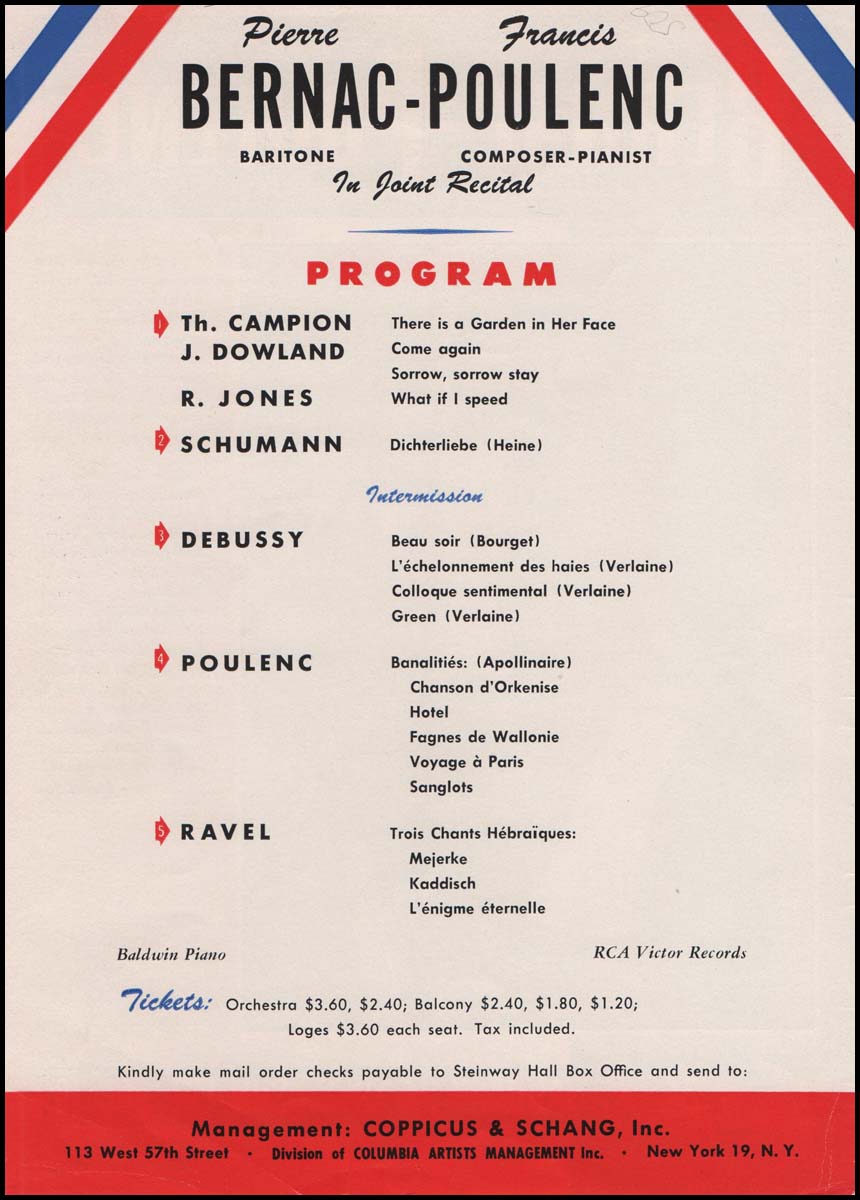 Pierre Francis
BERNAC-POULENC
BARITONE COMPOSER-PIANIST
In Joint Recital
PROGRAM
1 Th. CAMPION There is a Garden in Her Face
J. DOWLAND Come again
Sorrow, sorrow stay
R. JONES What if I speed
2 SCHUMANN Dichterliebe (Heine)
Intermission
3 DEBUSSY Beau soir (Bourget)
L'échelonnement des haies (Verlaine)
Colloque sentimental (Verlaine)
Green (Verlaine)
4 POULENC Banalitiés: (Apollinaire)
Chanson d'Orkenise
Hotel
Fagnes de Wallonie
Voyage à Paris
Sanglots
5 RAVEL Trois Chants Hébraïques:
Mejerke
Kaddisch
L'énigme éternelle
Baldwin Piano RCA Victor Records
Tickets: Orchestra $3.60, $2.40; Balcony $2.40, $1.80, $1.20;
Loges $3.60 each seat. Tax included.
Kindly make mail order checks payable to Steinway Hall Box Office and send to:
Management: COPPICUS & SCHANG, Inc.
113 West 57th Street · Division of COLUMBIA ARTISTS MANAGEMENT Inc. · New York 19, N. Y.